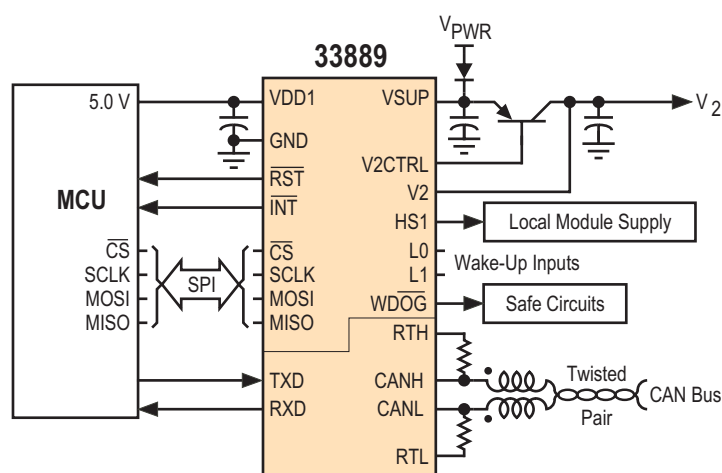 V PWR
33889
5.0 V
VDD1
VSUP
V 2
GND
V2CTRL
RST
V2
MCU
INT
HS1
Local Module Supply
CS
CS
L0
SCLK
SCLK
L1
Wake-Up Inputs
SPI
MOSI
MOSI
WDOG
Safe Circuits
MISO
MISO
RTH
TXD
CANH
Twisted
CAN Bus
RXD
CANL
Pair
RTL